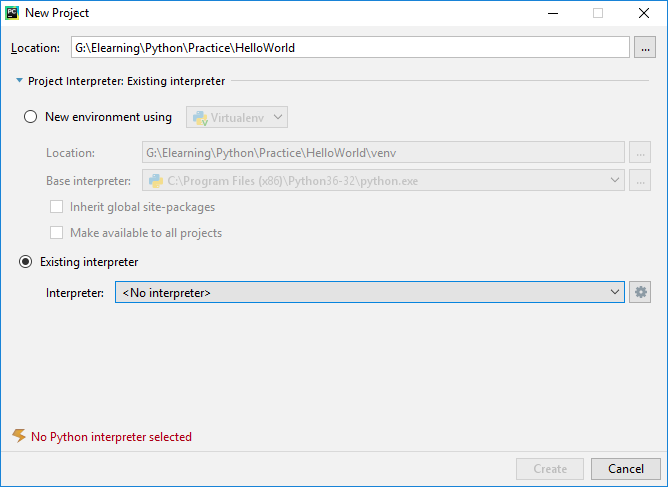 New Project
Location: G:\Elearning\Python\Practice\HelloWorld ...
Project Interpreter: Existing interpreter
New environment using Virtualenv
Location: G:\Elearning\Python\Practice\HelloWorld\venv ...
Base interpreter: C:\Program Files (x86)\Python36-32\python.exe ...
Inherit global site-packages
Make available to all projects
Existing interpreter
Interpreter: <No interpreter>
No Python interpreter selected
Create Cancel